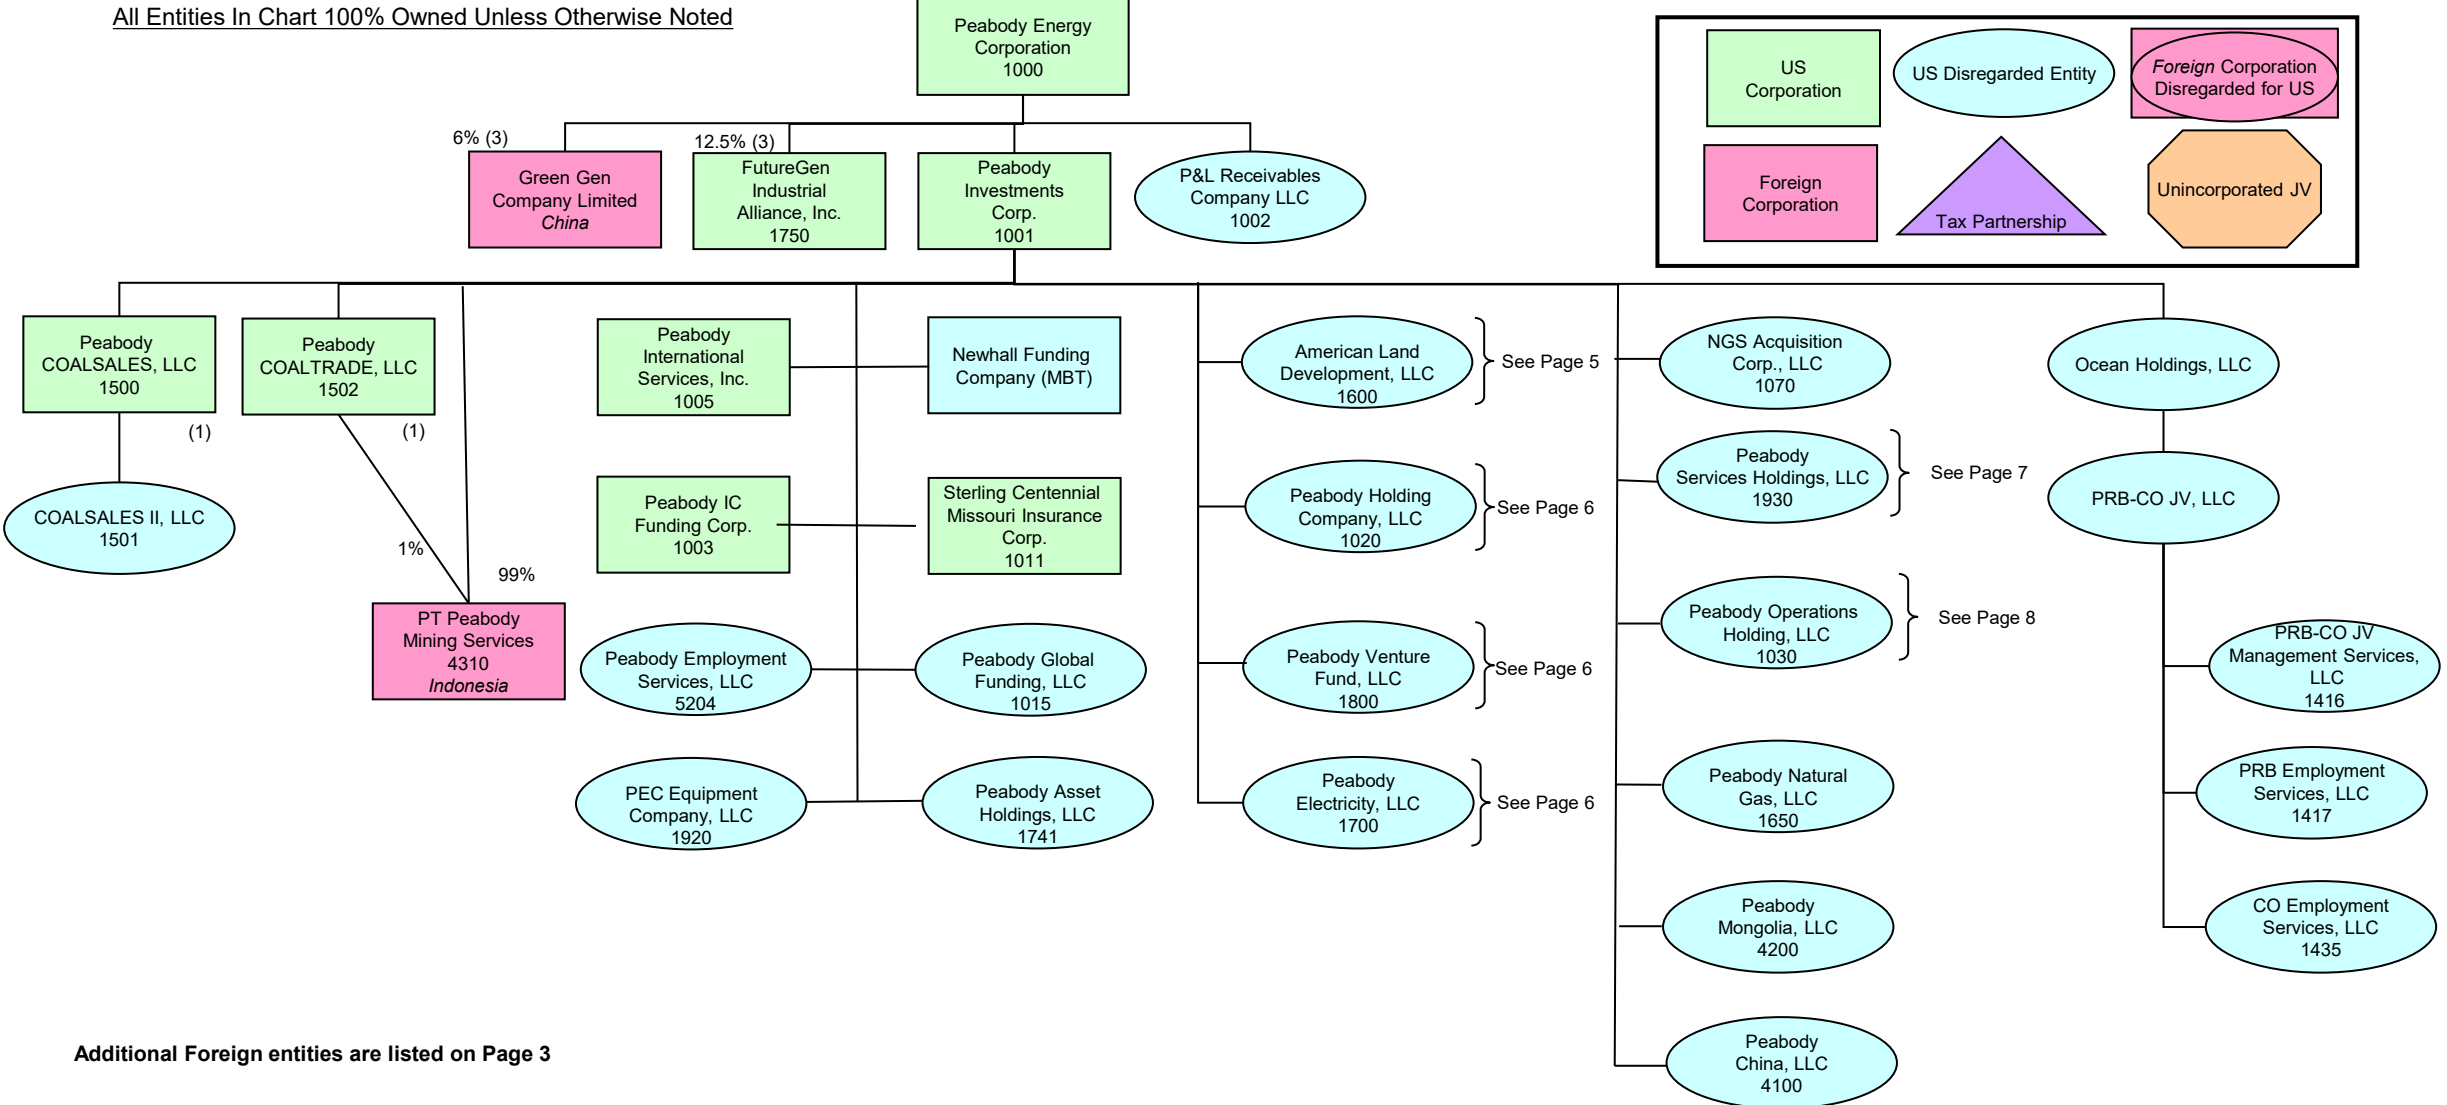 All Entities In Chart 100% Owned Unless Otherwise Noted
Peabody Energy
Corporation
1000
US
Corporation
US Disregarded Entity
Foreign Corporation
Disregarded for US
Foreign
Corporation
Tax Partnership
Unincorporated JV
6% (3)
Green Gen
Company Limited
China
12.5% (3)
FutureGen
Industrial
Alliance, Inc.
1750
Peabody
Investments
Corp.
1001
P&L Receivables
Company LLC
1002
Peabody
COALSALES, LLC
1500
(1)
COALSALES II, LLC
1501
Peabody
COALTRADE, LLC
1502
(1)
1%
99%
PT Peabody
Mining Services
4310
Indonesia
Peabody
International
Services, Inc.
1005
Newhall Funding
Company (MBT)
Peabody IC
Funding Corp.
1003
Sterling Centennial
Missouri Insurance
Corp.
1011
Peabody Employment
Services, LLC
5204
Peabody Global
Funding, LLC
1015
PEC Equipment
Company, LLC
1920
Peabody Asset
Holdings, LLC
1741
American Land
Development, LLC
1600
See Page 5
Peabody Holding
Company, LLC
1020
See Page 6
Peabody Venture
Fund, LLC
1800
See Page 6
Peabody
Electricity, LLC
1700
See Page 6
NGS Acquisition
Corp., LLC
1070
Peabody
Services Holdings, LLC
1930
See Page 7
Peabody Operations
Holding, LLC
1030
See Page 8
Peabody Natural
Gas, LLC
1650
Peabody
Mongolia, LLC
4200
Peabody
China, LLC
4100
Ocean Holdings, LLC
PRB-CO JV, LLC
PRB-CO JV
Management Services,
LLC
1416
PRB Employment
Services, LLC
1417
CO Employment
Services, LLC
1435
Additional Foreign entities are listed on Page 3